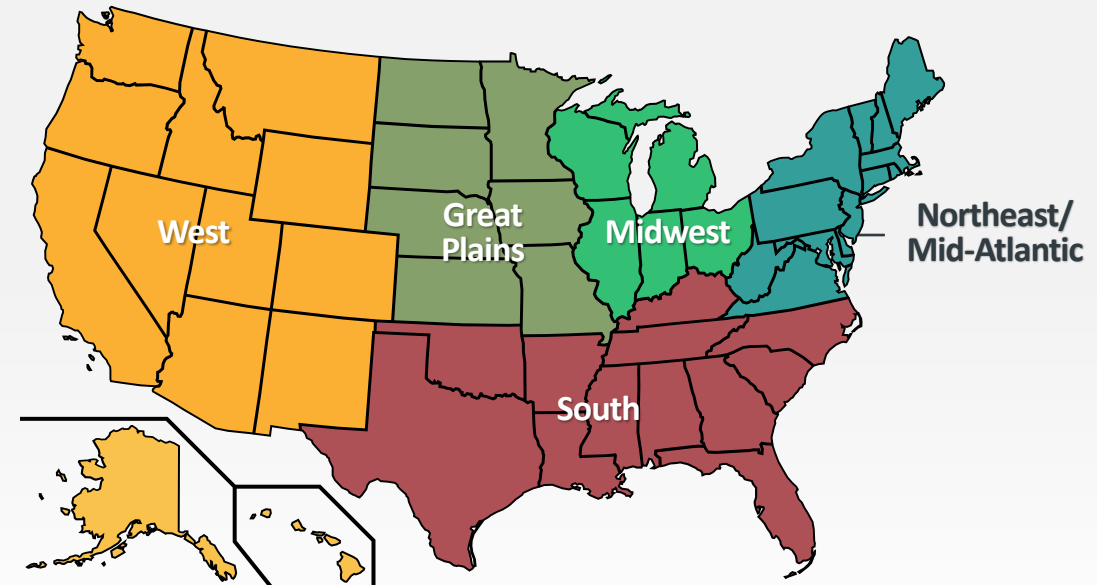 West
Great
Plains
Midwest
Northeast/
Mid-Atlantic
South